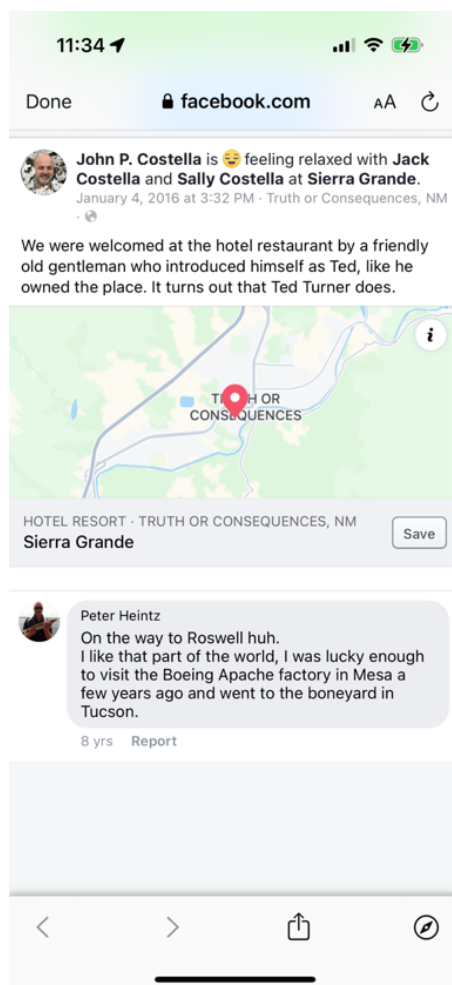 11:34
Done
facebook.com
AA
John P. Costella is 😌 feeling relaxed with Jack
Costella and Sally Costella at Sierra Grande.
January 4, 2016 at 3:32 PM · Truth or Consequences, NM
·
We were welcomed at the hotel restaurant by a friendly
old gentleman who introduced himself as Ted, like he
owned the place. It turns out that Ted Turner does.
i
TRUTH OR
CONSEQUENCES
HOTEL RESORT · TRUTH OR CONSEQUENCES, NM
Sierra Grande
Save
Peter Heintz
On the way to Roswell huh.
I like that part of the world, I was lucky enough
to visit the Boeing Apache factory in Mesa a
few years ago and went to the boneyard in
Tucson.
8 yrs Report